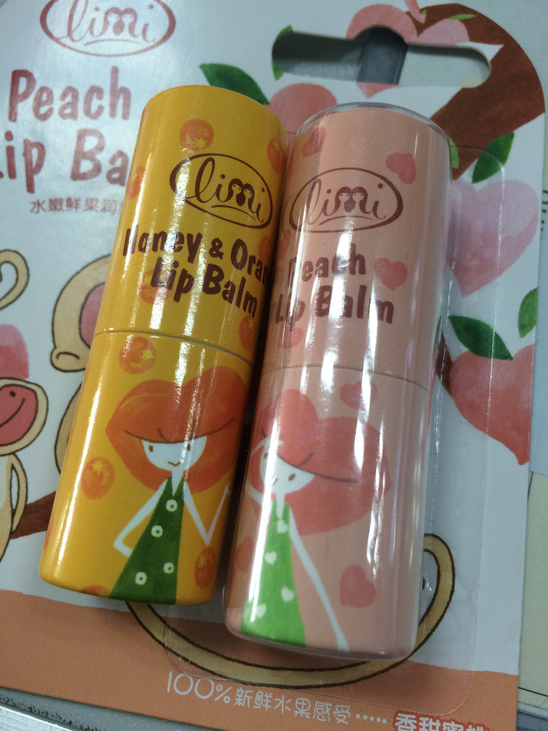 limi
Peach
Lip Ba
水嫩鮮果潤
limi
Honey & Oran
Lip Balm
limi
Peach
Lip Balm
100%新鮮水果感受.....
香甜蜜桃